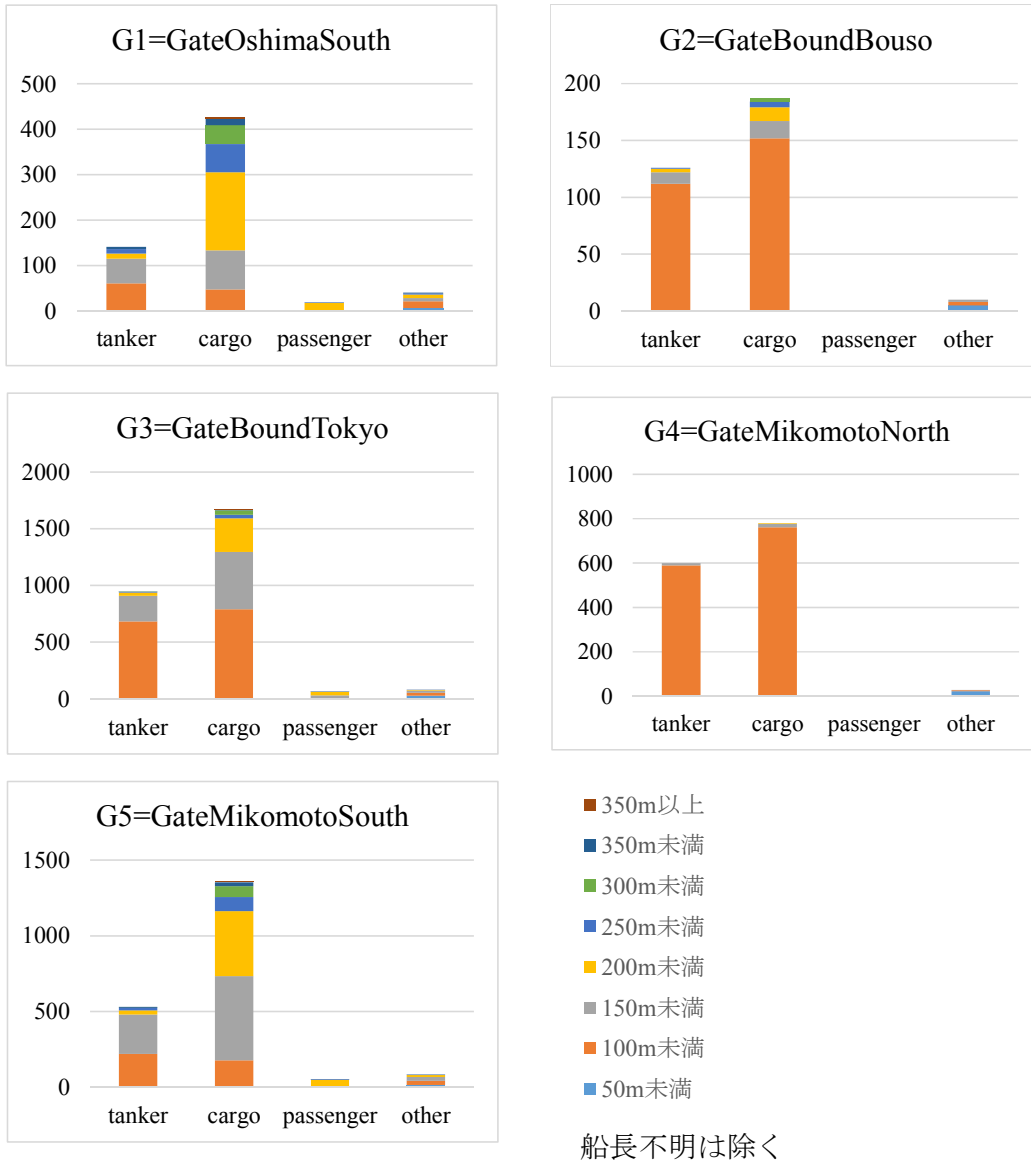 G1=GateOshimaSouth
500
400
300
200
100
0
tanker cargo passenger other
G2=GateBoundBouso
200
150
100
50
0
tanker cargo passenger other
G3=GateBoundTokyo
2000
1500
1000
500
0
tanker cargo passenger other
G4=GateMikomotoNorth
1000
800
600
400
200
0
tanker cargo passenger other
G5=GateMikomotoSouth
1500
1000
500
0
tanker cargo passenger other
350m以上
350m未満
300m未満
250m未満
200m未満
150m未満
100m未満
50m未満
船長不明は除く